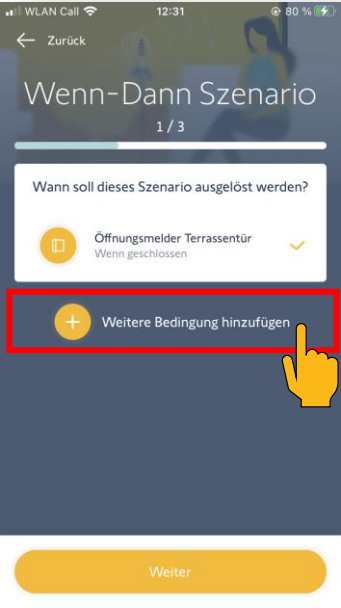 WLAN Call 12:31 80 %
Zurück
Wenn-Dann Szenario
1/3
Wann soll dieses Szenario ausgelöst werden?
Öffnungsmelder Terrassentür
Wenn geschlossen
Weitere Bedingung hinzufügen
Weiter